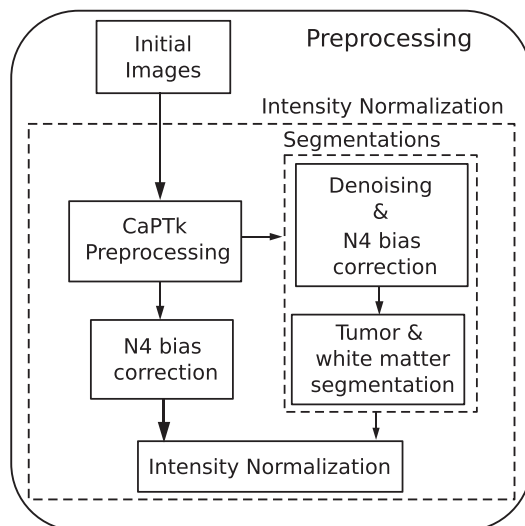 Preprocessing
Initial
Images
Intensity Normalization
Segmentations
CaPTk
Preprocessing
Denoising
&
N4 bias
correction
N4 bias
correction
Tumor &
white matter
segmentation
Intensity Normalization